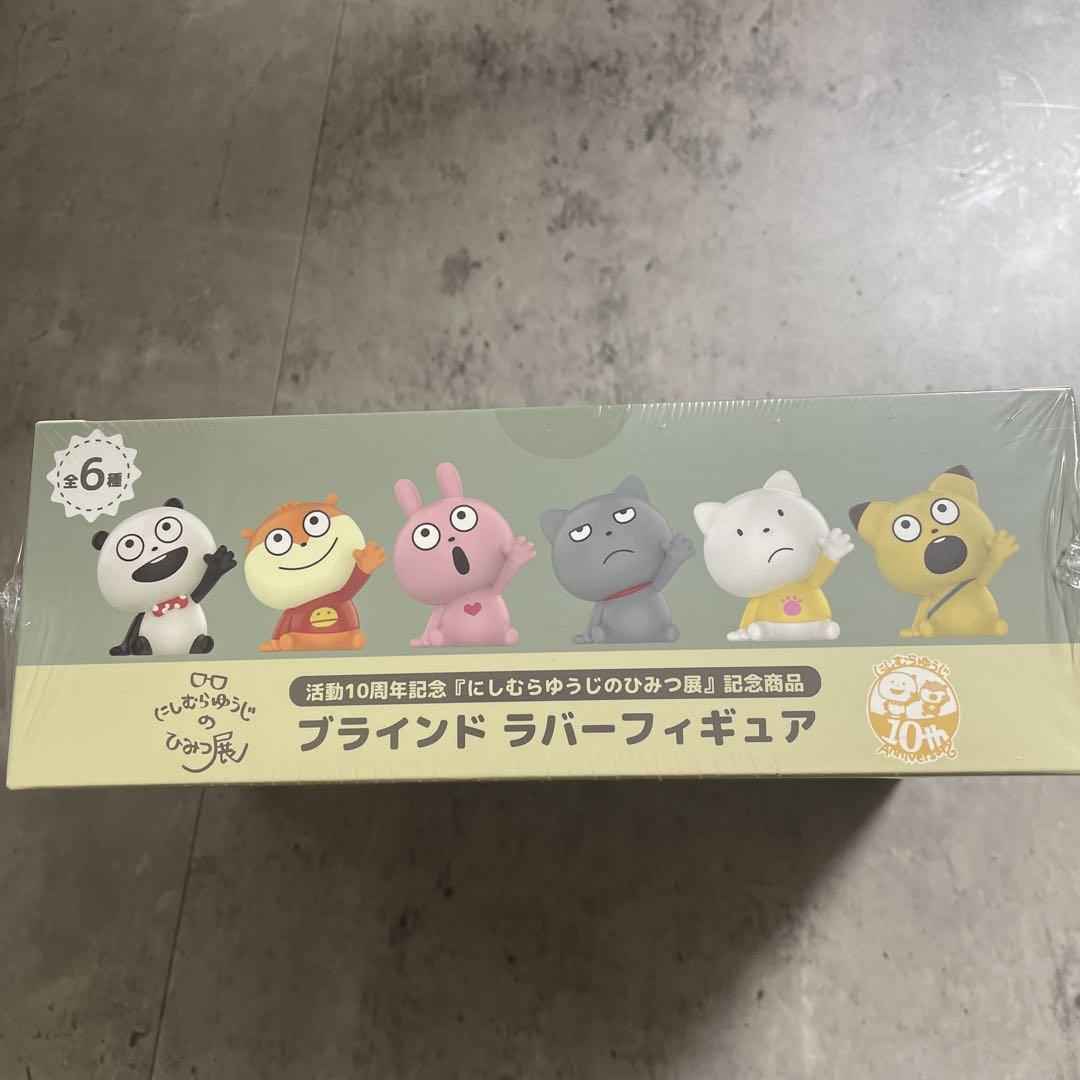 全6種
にしむらゆうじ
の
ひみつ展
活動10周年記念『にしむらゆうじのひみつ展』記念商品
ブラインド ラバーフィギュア
にしむらゆうじ
10th
Anniversary